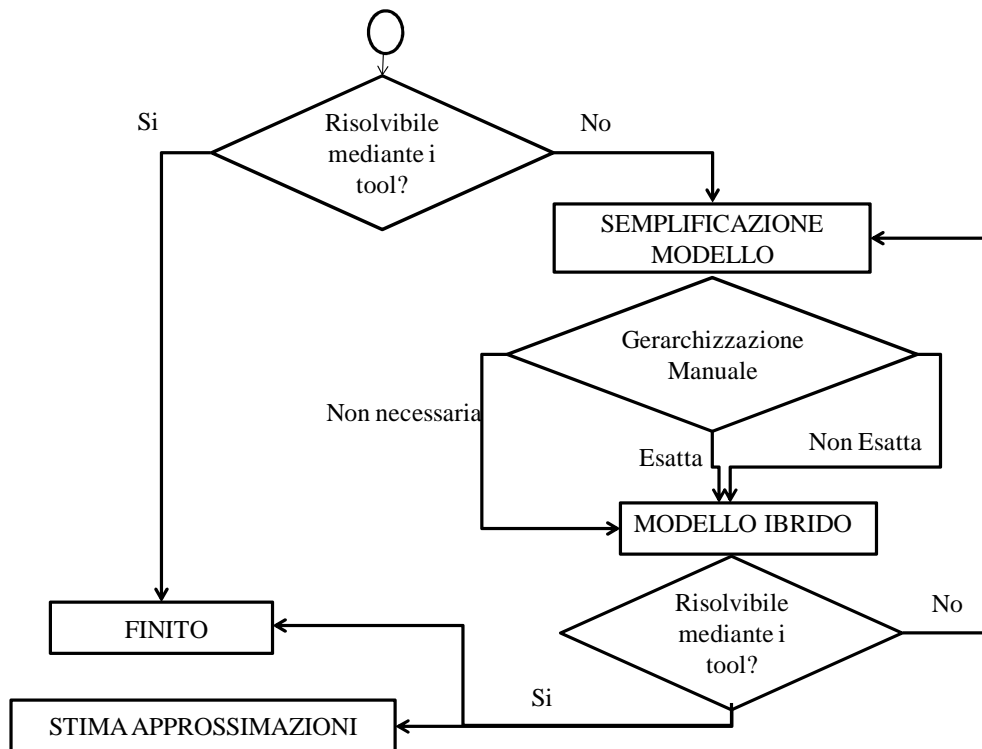 Si
Risolvibile
mediante i
tool?
No
SEMPLIFICAZIONE
MODELLO
Gerarchizzazione
Manuale
Non necessaria
Esatta
Non Esatta
MODELLO IBRIDO
Risolvibile
mediante i
tool?
No
FINITO
Si
STIMA APPROSSIMAZIONI